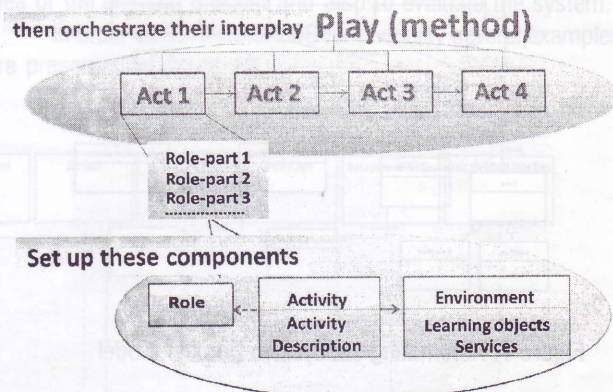 then orchestrate their interplay Play (method)
Act 1 Act 2 Act 3 Act 4
Role-part 1
Role-part 2
Role-part 3
Set up these components
Role
Activity
Activity
Description
Environment
Learning objects
Services